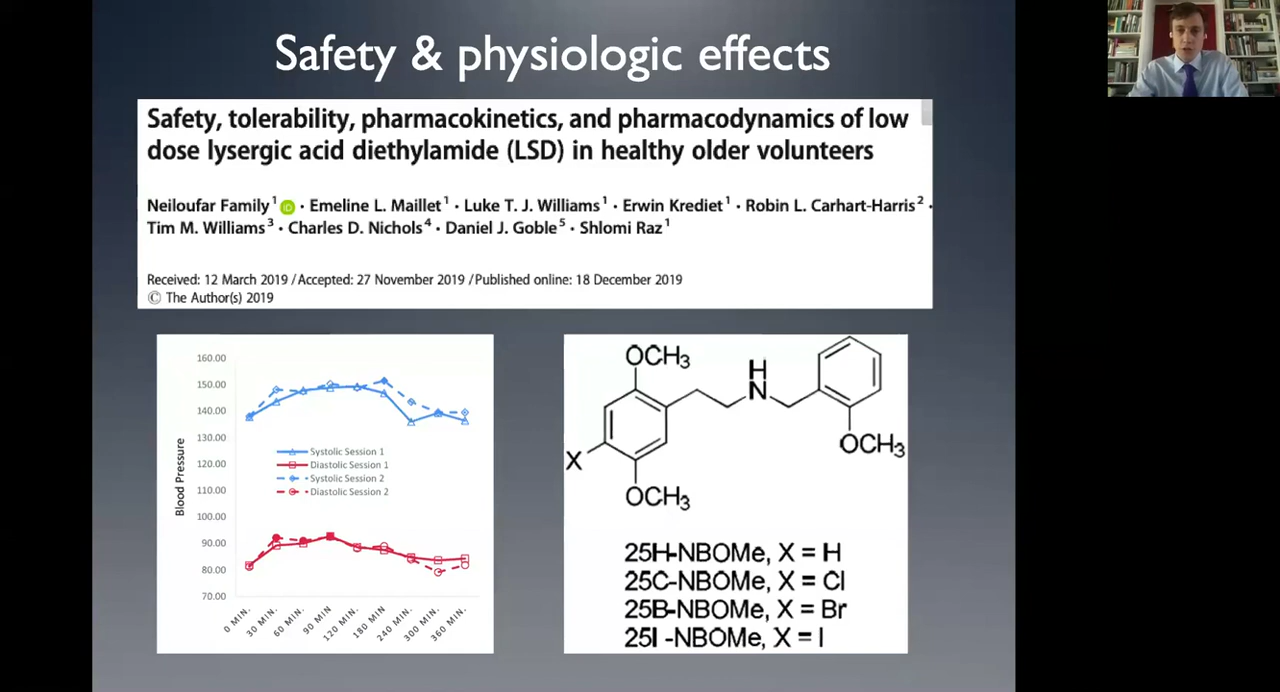 Safety & physiologic effects
Safety, tolerability, pharmacokinetics, and pharmacodynamics of low
dose lysergic acid diethylamide (LSD) in healthy older volunteers
Neiloufar Family¹ iD · Emeline L. Maillet¹ · Luke T. J. Williams¹ · Erwin Krediet¹ · Robin L. Carhart-Harris² ·
Tim M. Williams³ · Charles D. Nichols⁴ · Daniel J. Goble⁵ · Shlomi Raz¹
Received: 12 March 2019 / Accepted: 27 November 2019 / Published online: 18 December 2019
© The Author(s) 2019
Blood Pressure
160.00
150.00
140.00
130.00
120.00
110.00
100.00
90.00
80.00
70.00
Systolic Session 1
Diastolic Session 1
Systolic Session 2
Diastolic Session 2
0 MIN.
30 MIN.
60 MIN.
90 MIN
120 MIN.
180 MIN
240 MIN.
300 MIN.
360 MIN.
OCH₃
H
N
OCH₃
X
OCH₃
25H-NBOMe, X = H
25C-NBOMe, X = Cl
25B-NBOMe, X = Br
25I -NBOMe, X = I